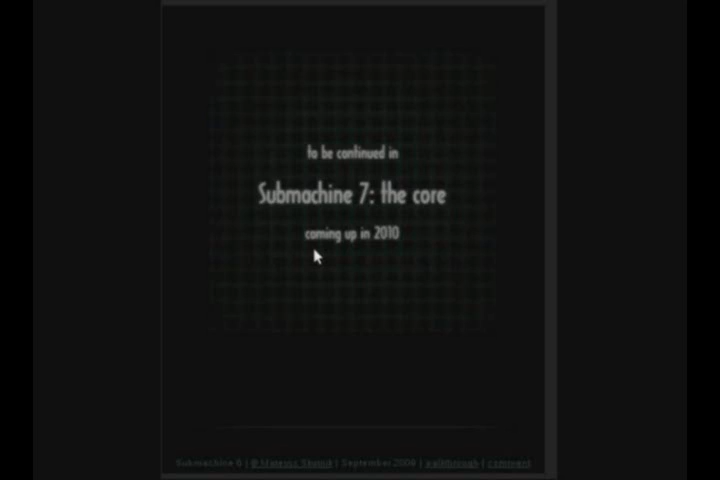 to be continued in
Submachine 7: the core
coming up in 2010
Submachine 6 | © Mateusz Skutnik | September 2009 | walkthrough | comment